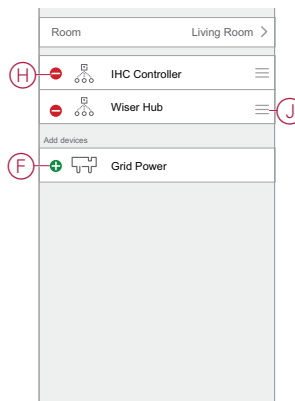 Room Living Room >
H IHC Controller
Wiser Hub J
Add devices
F Grid Power